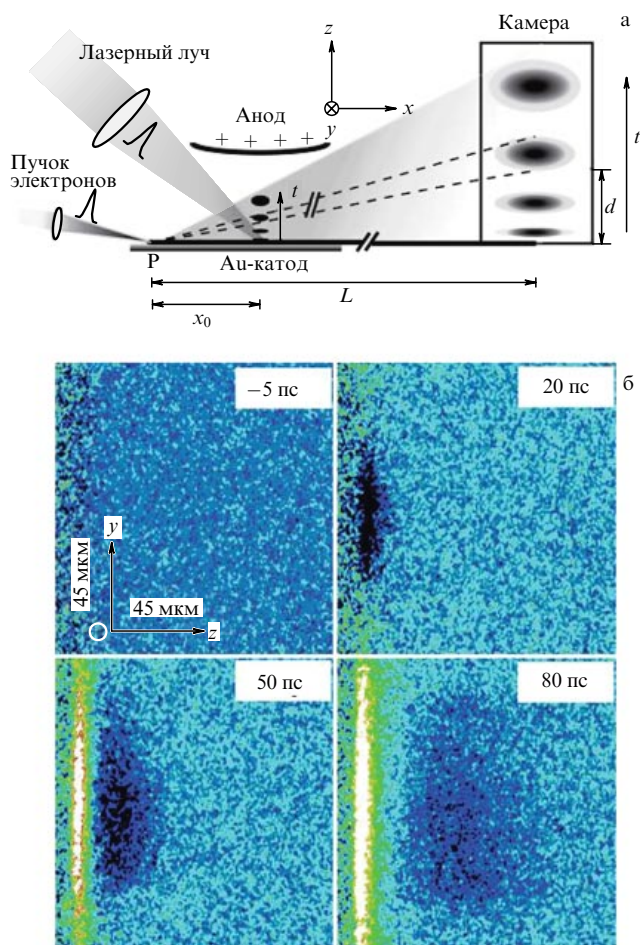 а
Камера
z
Лазерный луч
Анод
x
+ + + +
y
t
Пучок
электронов
t
d
P
Au-катод
L
x0
б
−5 пс
20 пс
y
45 мкм
45 мкм
z
50 пс
80 пс